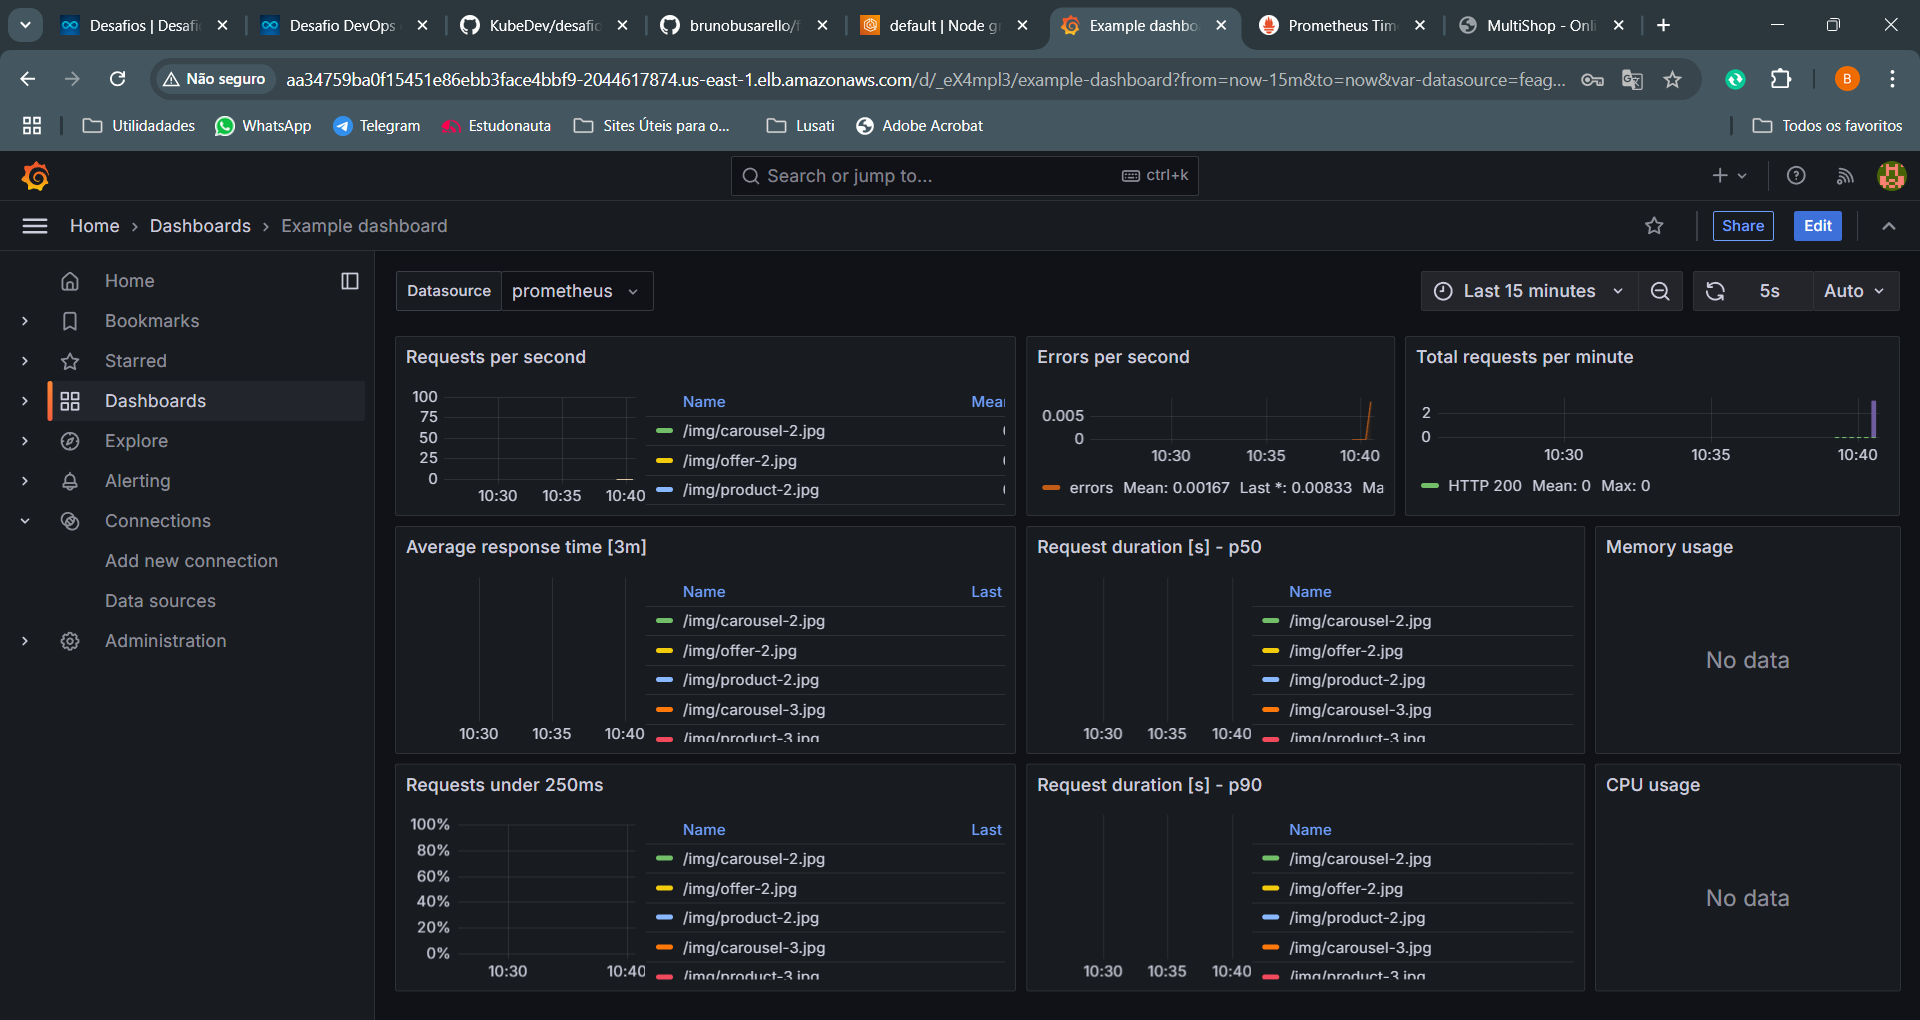 Desafios | Desafi
Desafio DevOps
KubeDev/desafio
brunobusarello/f
default | Node g
Example dashbo
Prometheus Tim
MultiShop - Onli
Não seguro
aa34759ba0f15451e86ebb3face4bbf9-2044617874.us-east-1.elb.amazonaws.com/d/_eX4mpl3/example-dashboard?from=now-15m&to=now&var-datasource=feag...
Utilidadades
WhatsApp
Telegram
Estudonauta
Sites Úteis para o...
Lusati
Adobe Acrobat
Todos os favoritos
Search or jump to...
ctrl+k
Home › Dashboards › Example dashboard
Share
Edit
Home
Bookmarks
Starred
Dashboards
Explore
Alerting
Connections
Add new connection
Data sources
Administration
Datasource
prometheus
Last 15 minutes
5s
Auto
Requests per second
100
75
50
25
0
10:30
10:35
10:40
Name
Mean
/img/carousel-2.jpg
/img/offer-2.jpg
/img/product-2.jpg
Errors per second
0.005
0
10:30
10:35
10:40
errors Mean: 0.00167 Last *: 0.00833 Ma
Total requests per minute
2
0
10:30
10:35
10:40
HTTP 200 Mean: 0 Max: 0
Average response time [3m]
10:30
10:35
10:40
Name
Last
/img/carousel-2.jpg
/img/offer-2.jpg
/img/product-2.jpg
/img/carousel-3.jpg
/img/product-3.jpg
Request duration [s] - p50
10:30
10:35
10:40
Name
/img/carousel-2.jpg
/img/offer-2.jpg
/img/product-2.jpg
/img/carousel-3.jpg
/img/product-3.jpg
Memory usage
No data
Requests under 250ms
100%
80%
60%
40%
20%
0%
10:30
10:40
Name
Last
/img/carousel-2.jpg
/img/offer-2.jpg
/img/product-2.jpg
/img/carousel-3.jpg
/img/product-3.jpg
Request duration [s] - p90
10:30
10:35
10:40
Name
/img/carousel-2.jpg
/img/offer-2.jpg
/img/product-2.jpg
/img/carousel-3.jpg
/img/product-3.jpg
CPU usage
No data
B